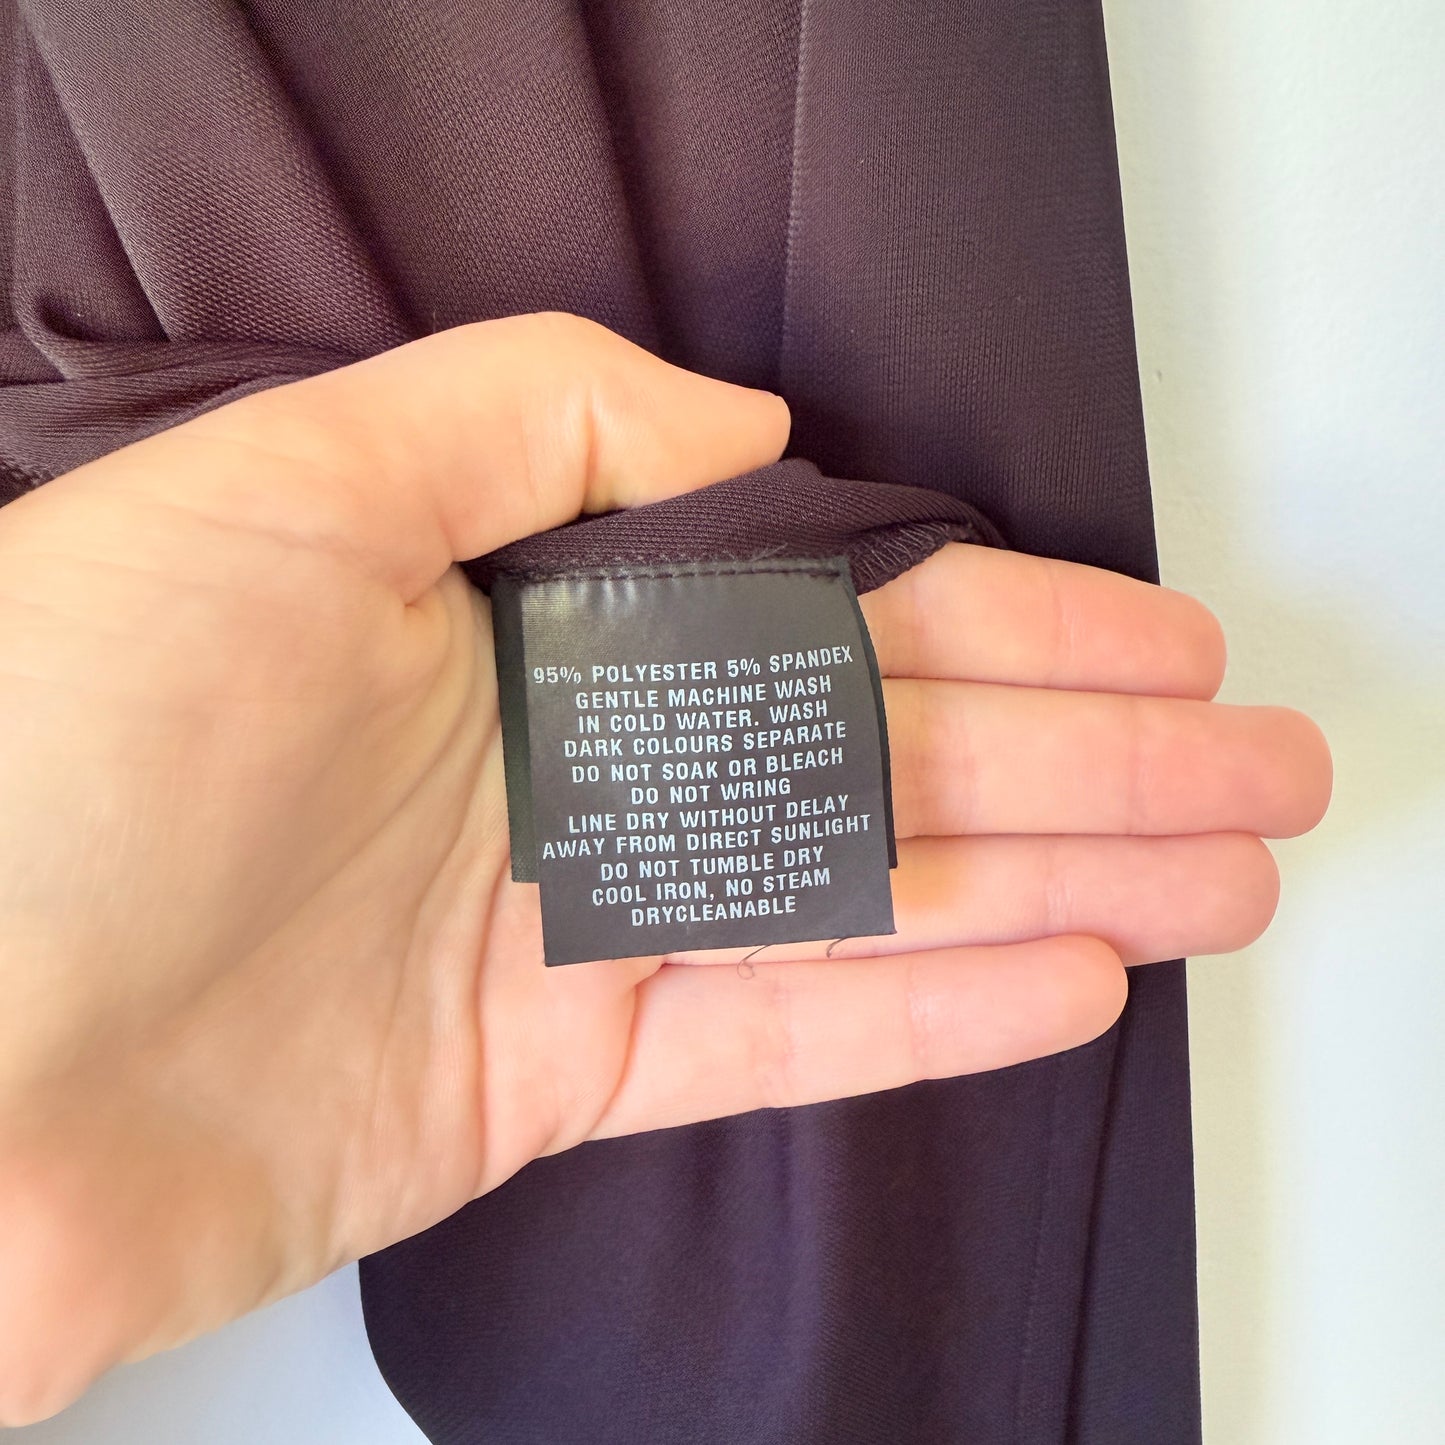 95% POLYESTER 5% SPANDEX
GENTLE MACHINE WASH
IN COLD WATER. WASH
DARK COLOURS SEPARATE
DO NOT SOAK OR BLEACH
DO NOT WRING
LINE DRY WITHOUT DELAY
AWAY FROM DIRECT SUNLIGHT
DO NOT TUMBLE DRY
COOL IRON, NO STEAM
DRYCLEANABLE